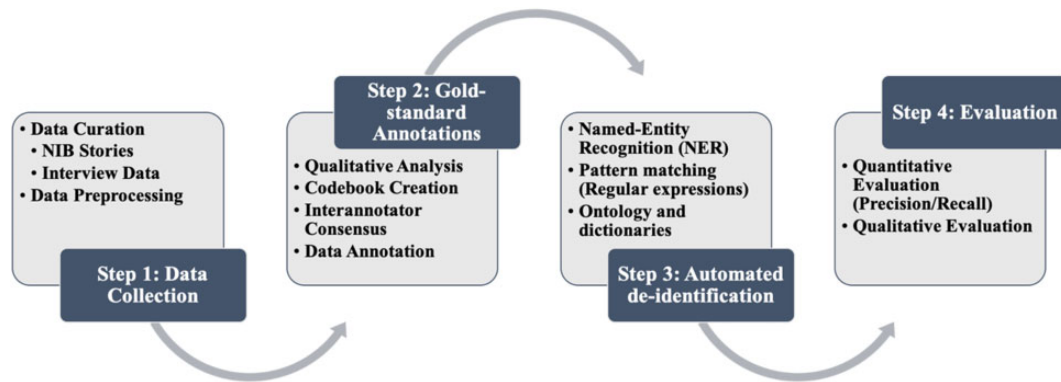 • Data Curation
• NIB Stories
• Interview Data
• Data Preprocessing
Step 1: Data
Collection
Step 2: Gold-
standard
Annotations
• Qualitative Analysis
• Codebook Creation
• Interannotator
Consensus
• Data Annotation
• Named-Entity
Recognition (NER)
• Pattern matching
(Regular expressions)
• Ontology and
dictionaries
Step 3: Automated
de-identification
Step 4: Evaluation
• Quantitative
Evaluation
(Precision/Recall)
• Qualitative Evaluation